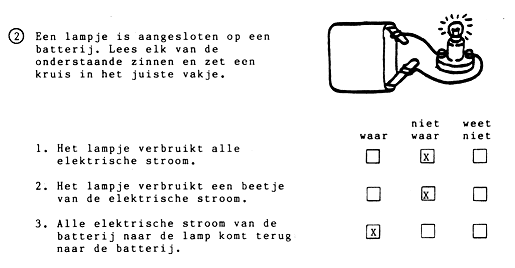 ② Een lampje is aangesloten op een
batterij. Lees elk van de
onderstaande zinnen en zet een
kruis in het juiste vakje.
waar niet waar weet niet
1. Het lampje verbruikt alle
elektrische stroom. ☐ ☒ ☐
2. Het lampje verbruikt een beetje
van de elektrische stroom. ☐ ☒ ☐
3. Alle elektrische stroom van de
batterij naar de lamp komt terug
naar de batterij. ☒ ☐ ☐